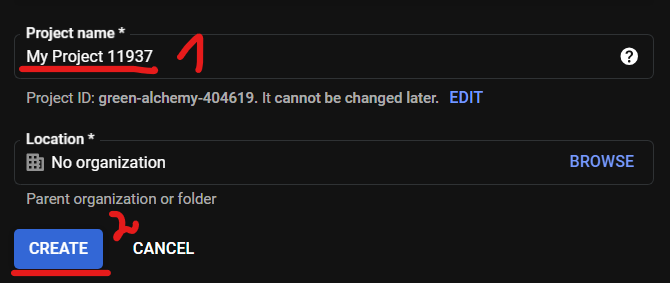 Project name *
My Project 11937 1
?
Project ID: green-alchemy-404619. It cannot be changed later. EDIT
Location *
No organization BROWSE
Parent organization or folder
2
CREATE CANCEL